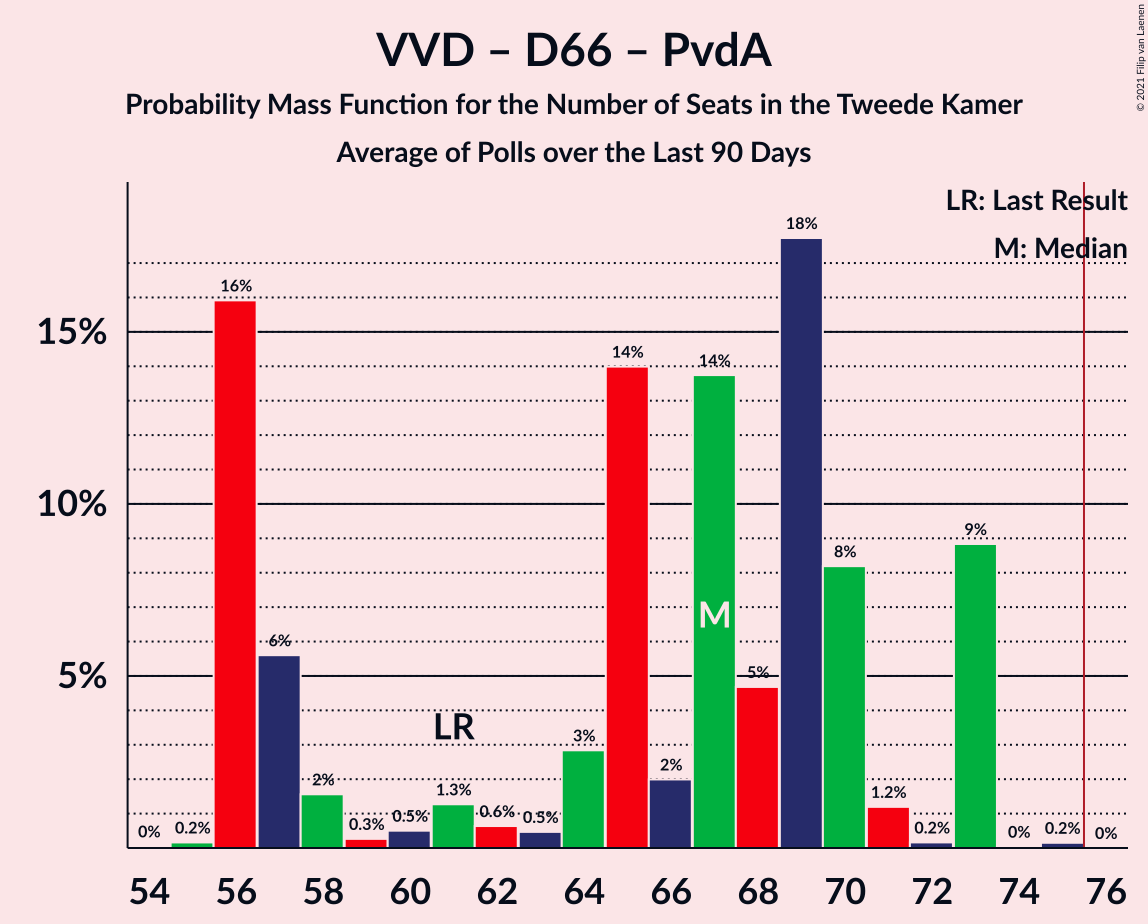 VVD – D66 – PvdA
Probability Mass Function for the Number of Seats in the Tweede Kamer
Average of Polls over the Last 90 Days
© 2021 Filip van Laenen
LR: Last Result
M: Median
15%
10%
5%
0%
0.2%
16%
6%
2%
0.3%
0.5%
1.3%
0.6%
0.5%
3%
14%
2%
14%
5%
18%
8%
1.2%
0.2%
9%
0%
0.2%
0%
LR
M
54 56 58 60 62 64 66 68 70 72 74 76